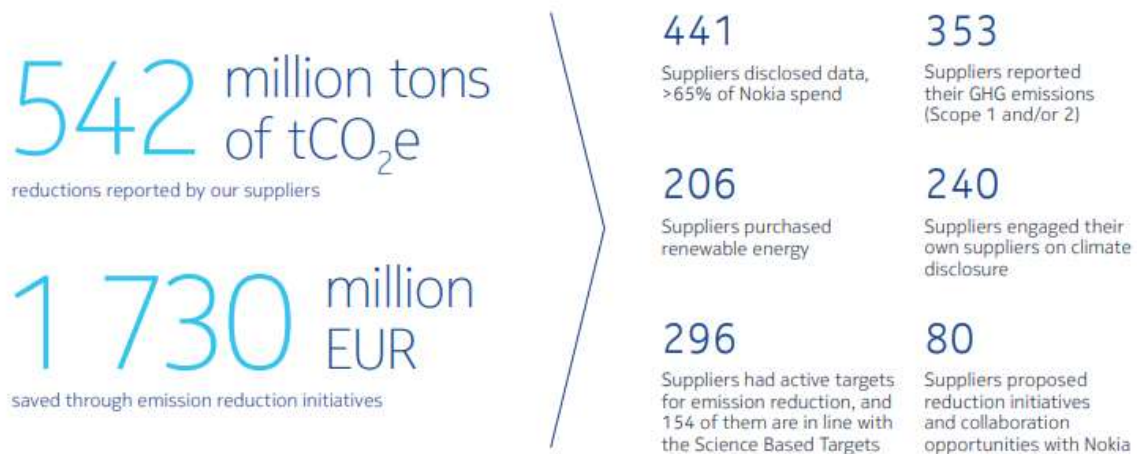 542 million tons
of tCO₂e
reductions reported by our suppliers
1 730 million
EUR
saved through emission reduction initiatives
441
Suppliers disclosed data,
>65% of Nokia spend
353
Suppliers reported
their GHG emissions
(Scope 1 and/or 2)
206
Suppliers purchased
renewable energy
240
Suppliers engaged their
own suppliers on climate
disclosure
296
Suppliers had active targets
for emission reduction, and
154 of them are in line with
the Science Based Targets
80
Suppliers proposed
reduction initiatives
and collaboration
opportunities with Nokia